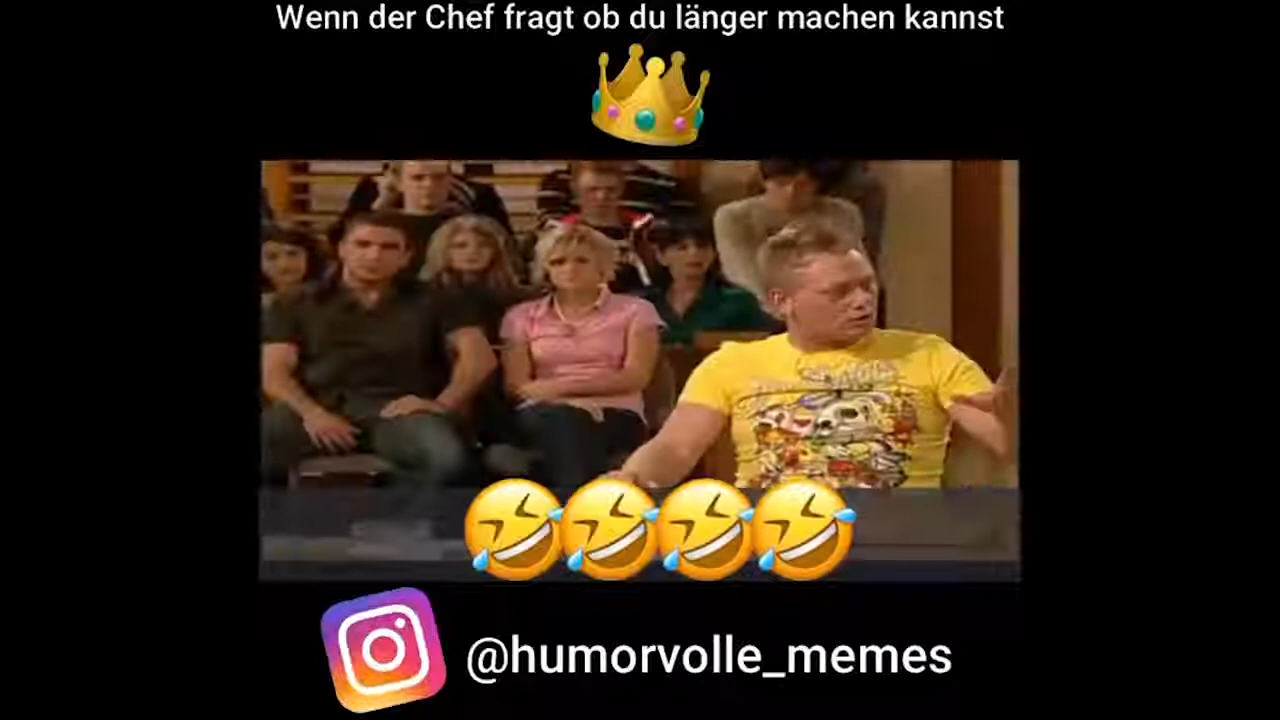 Wenn der Chef fragt ob du länger machen kannst
@humorvolle_memes